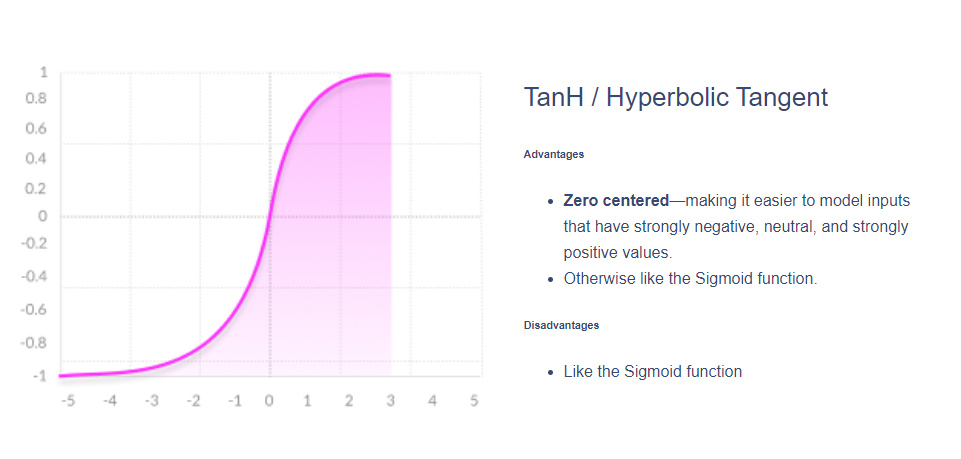 1
0.8
0.6
0.4
0.2
0
-0.2
-0.4
-0.6
-0.8
-1
-5 -4 -3 -2 -1 0 1 2 3 4 5
TanH / Hyperbolic Tangent
Advantages
• Zero centered—making it easier to model inputs
that have strongly negative, neutral, and strongly
positive values.
• Otherwise like the Sigmoid function.
Disadvantages
• Like the Sigmoid function